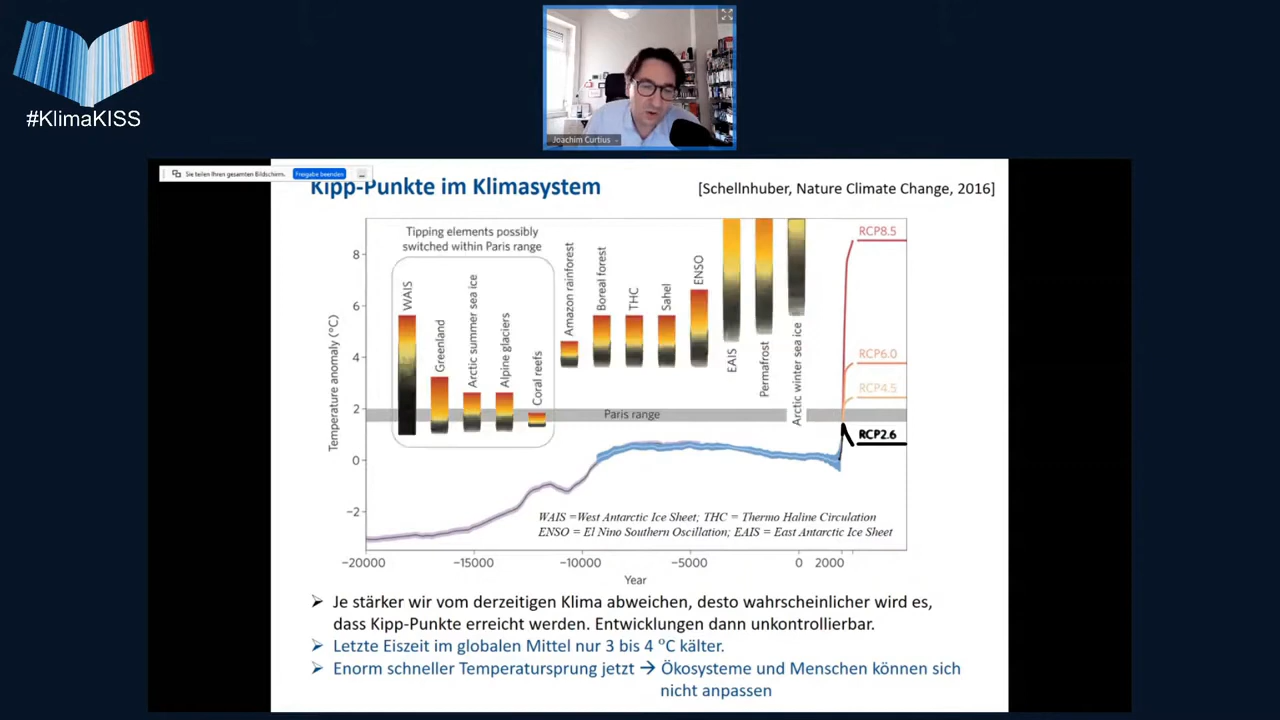 #KlimaKISS
Joachim Curtius
Sie teilen Ihren gesamten Bildschirm.
Freigabe beenden
Kipp-Punkte im Klimasystem
[Schellnhuber, Nature Climate Change, 2016]
Tipping elements possibly
switched within Paris range
WAIS
Greenland
Arctic summer sea ice
Alpine glaciers
Coral reefs
Amazon rainforest
Boreal forest
THC
Sahel
ENSO
EAIS
Permafrost
Arctic winter sea ice
RCP8.5
RCP6.0
RCP4.5
RCP2.6
Paris range
Temperature anomaly (°C)
8
6
4
2
0
−2
WAIS =West Antarctic Ice Sheet; THC = Thermo Haline Circulation
ENSO = El Nino Southern Oscillation; EAIS = East Antarctic Ice Sheet
−20000 −15000 −10000 −5000 0 2000
Year
➢ Je stärker wir vom derzeitigen Klima abweichen, desto wahrscheinlicher wird es,
dass Kipp-Punkte erreicht werden. Entwicklungen dann unkontrollierbar.
➢ Letzte Eiszeit im globalen Mittel nur 3 bis 4 °C kälter.
➢ Enorm schneller Temperatursprung jetzt → Ökosysteme und Menschen können sich
nicht anpassen